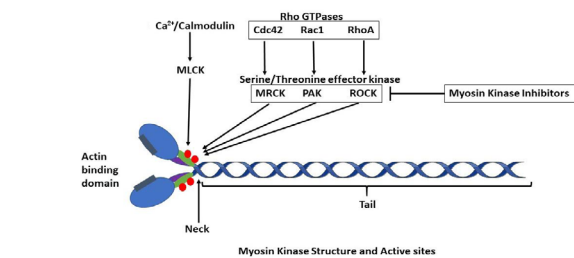 Rho GTPases
Ca²⁺/Calmodulin
Cdc42 Rac1 RhoA
MLCK
Serine/Threonine effector kinase
MRCK PAK ROCK
Myosin Kinase Inhibitors
Actin
binding
domain
Tail
Neck
Myosin Kinase Structure and Active sites